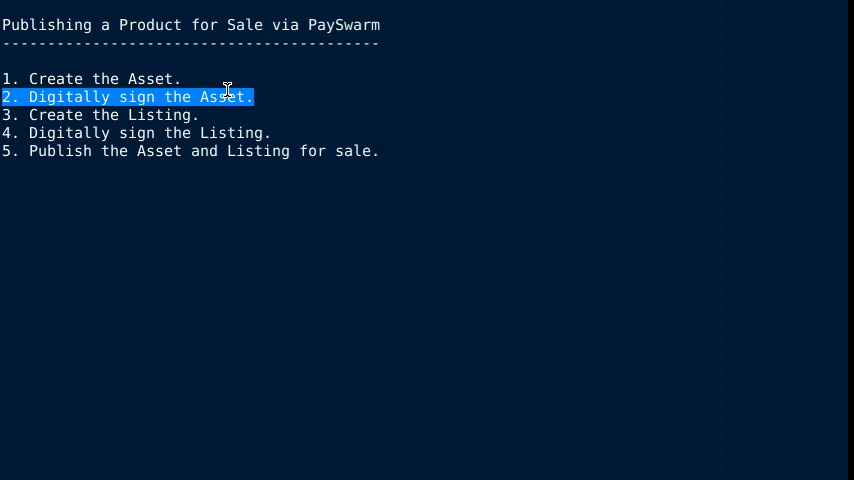 Publishing a Product for Sale via PaySwarm
------------------------------------------
1. Create the Asset.
2. Digitally sign the Asset.
3. Create the Listing.
4. Digitally sign the Listing.
5. Publish the Asset and Listing for sale.